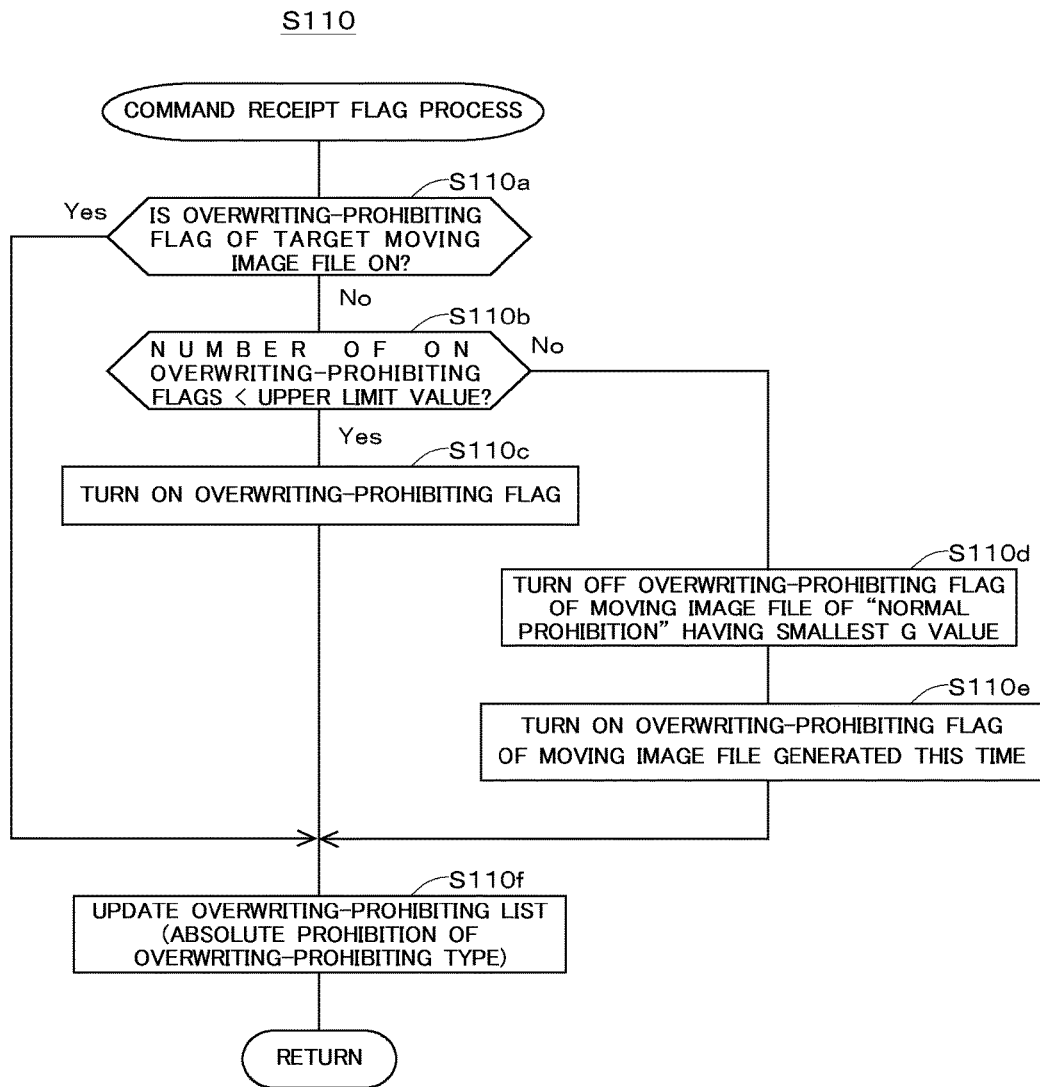 S110
COMMAND RECEIPT FLAG PROCESS
S110a
Yes
IS OVERWRITING-PROHIBITING
FLAG OF TARGET MOVING
IMAGE FILE ON?
No
S110b
NUMBER OF ON
OVERWRITING-PROHIBITING
FLAGS < UPPER LIMIT VALUE?
No
Yes
S110c
TURN ON OVERWRITING-PROHIBITING FLAG
S110d
TURN OFF OVERWRITING-PROHIBITING FLAG
OF MOVING IMAGE FILE OF “NORMAL
PROHIBITION” HAVING SMALLEST G VALUE
S110e
TURN ON OVERWRITING-PROHIBITING FLAG
OF MOVING IMAGE FILE GENERATED THIS TIME
S110f
UPDATE OVERWRITING-PROHIBITING LIST
(ABSOLUTE PROHIBITION OF
OVERWRITING-PROHIBITING TYPE)
RETURN